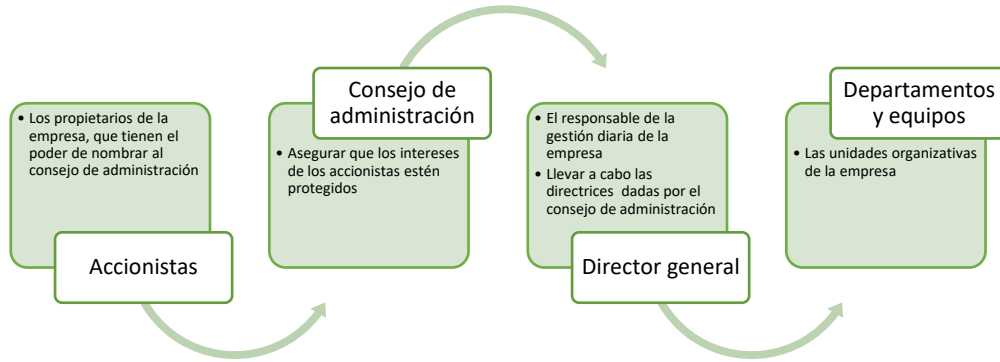 • Los propietarios de la
empresa, que tienen el
poder de nombrar al
consejo de administración
Accionistas
Consejo de
administración
• Asegurar que los intereses
de los accionistas estén
protegidos
• El responsable de la
gestión diaria de la
empresa
• Llevar a cabo las
directrices dadas por el
consejo de administración
Director general
Departamentos
y equipos
• Las unidades organizativas
de la empresa